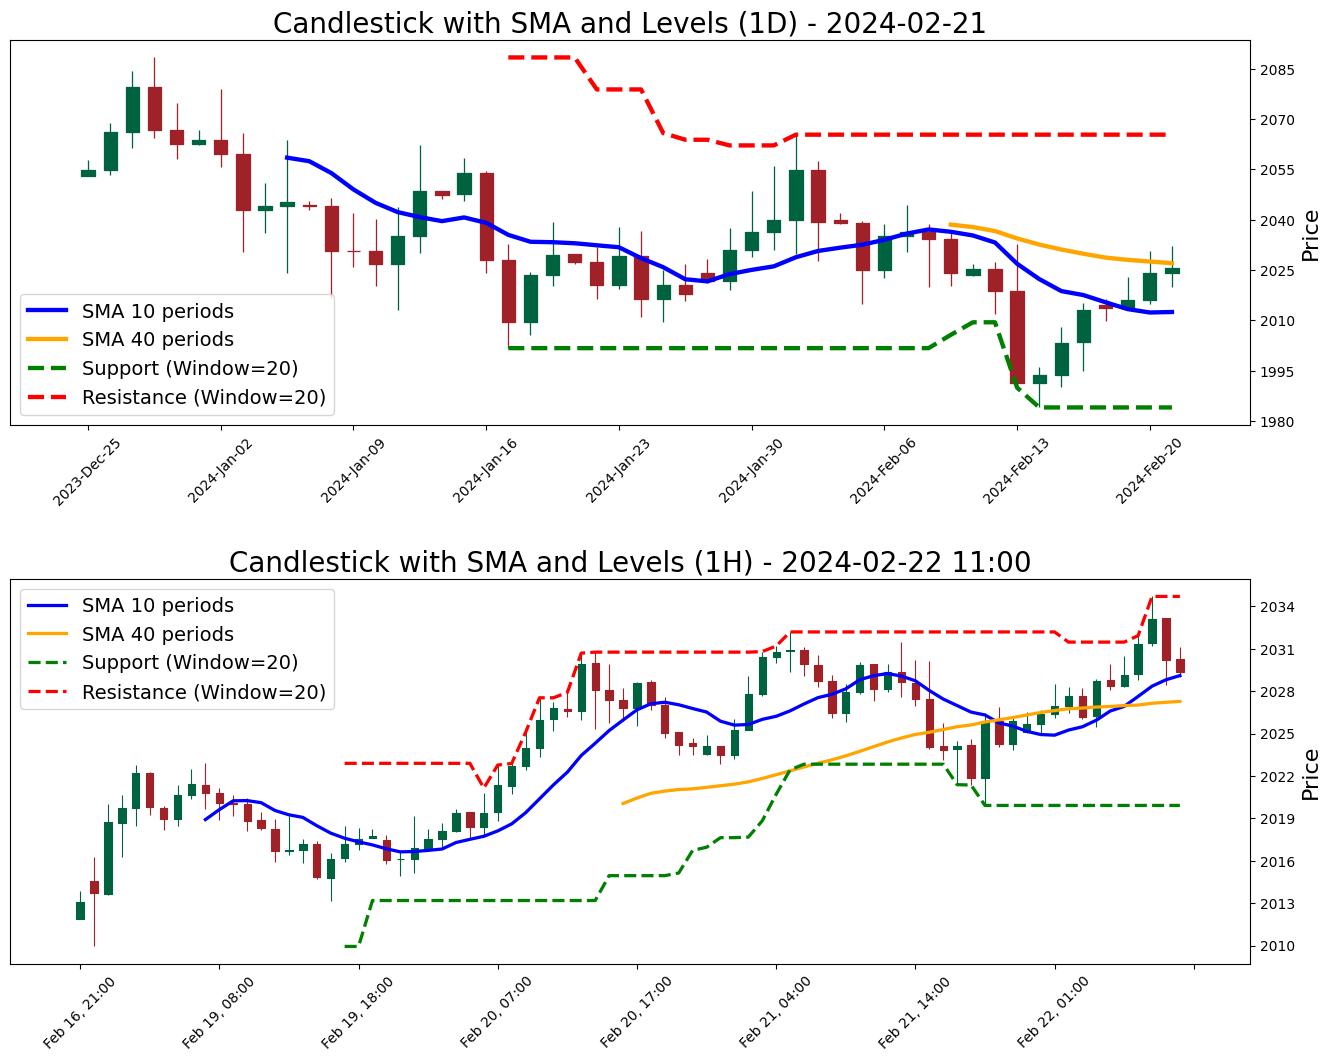 Candlestick with SMA and Levels (1D) - 2024-02-21
2085
2070
2055
2040
2025
2010
1995
1980
Price
SMA 10 periods
SMA 40 periods
Support (Window=20)
Resistance (Window=20)
2023-Dec-25
2024-Jan-02
2024-Jan-09
2024-Jan-16
2024-Jan-23
2024-Jan-30
2024-Feb-06
2024-Feb-13
2024-Feb-20
Candlestick with SMA and Levels (1H) - 2024-02-22 11:00
SMA 10 periods
SMA 40 periods
Support (Window=20)
Resistance (Window=20)
2034
2031
2028
2025
2022
2019
2016
2013
2010
Price
Feb 16, 21:00
Feb 19, 08:00
Feb 19, 18:00
Feb 20, 07:00
Feb 20, 17:00
Feb 21, 04:00
Feb 21, 14:00
Feb 22, 01:00